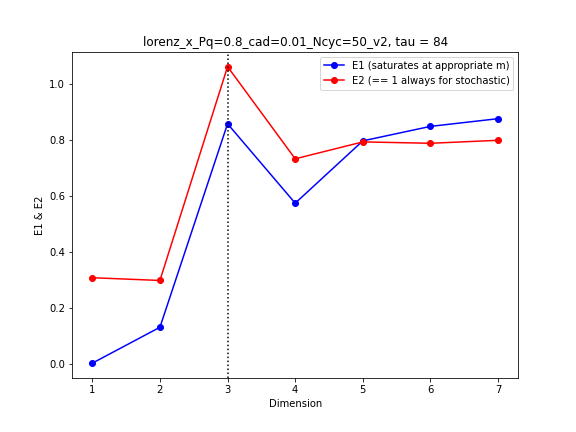 lorenz_x_Pq=0.8_cad=0.01_Ncyc=50_v2, tau = 84
E1 (saturates at appropriate m)
E2 (== 1 always for stochastic)
1.0
0.8
0.6
0.4
0.2
0.0
E1 & E2
1 2 3 4 5 6 7
Dimension